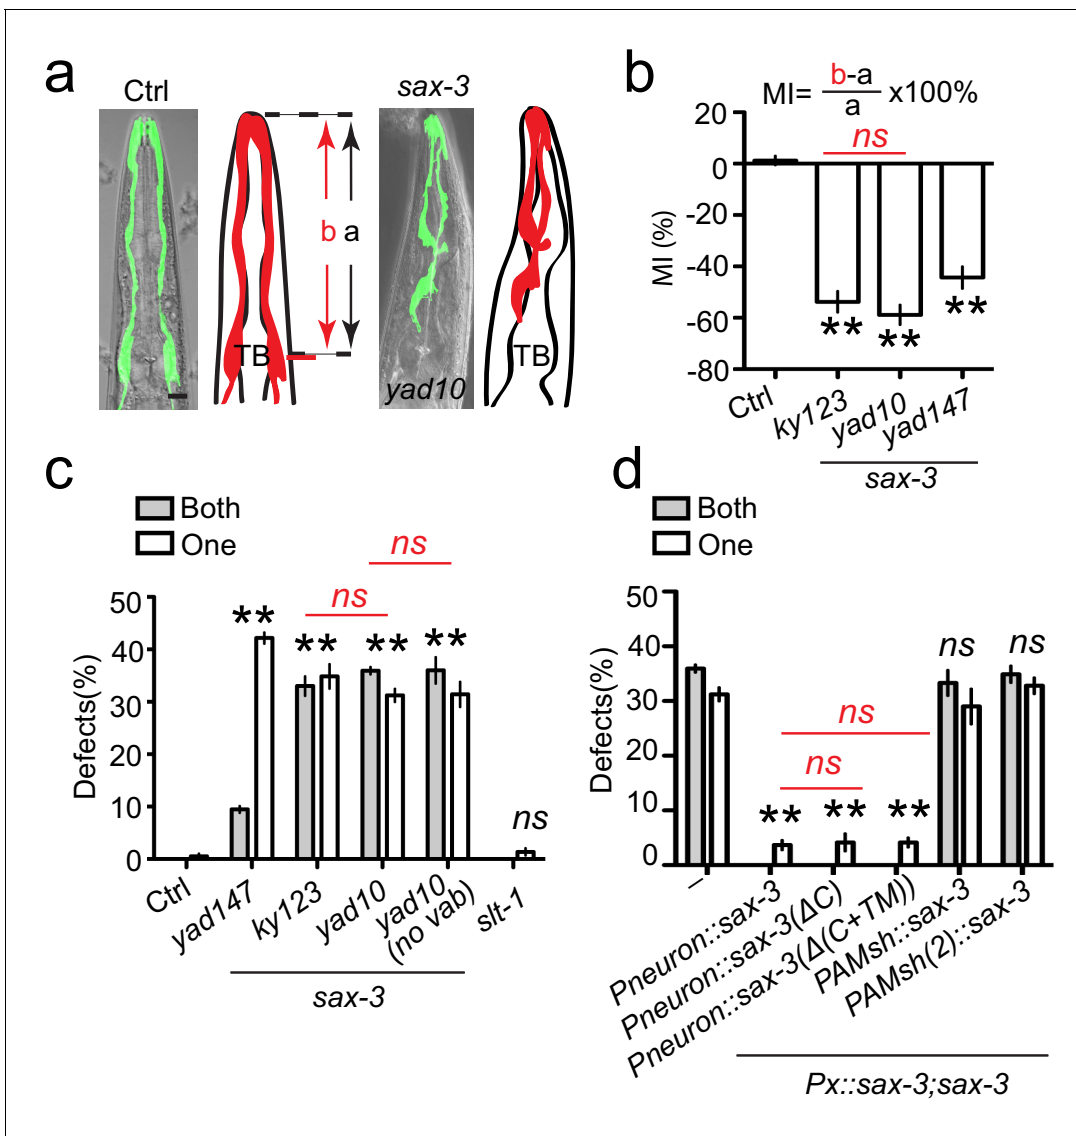 a
Ctrl
sax-3
b a
TB
TB
yad10
b
MI= b-a
a
x100%
20
0
-20
-40
-60
-80
MI (%)
ns
**
**
**
Ctrl
ky123
yad10
yad147
sax-3
c
Both
One
ns
ns
**
**
**
**
ns
50
40
30
20
10
0
Defects(%)
Ctrl
yad147
ky123
yad10
yad10
(no vab)
slt-1
sax-3
d
Both
One
50
40
30
20
10
0
Defects(%)
ns
ns
ns
ns
**
**
**
–
Pneuron::sax-3
Pneuron::sax-3(ΔC)
Pneuron::sax-3(Δ(C+TM))
PAMsh::sax-3
PAMsh(2)::sax-3
Px::sax-3;sax-3